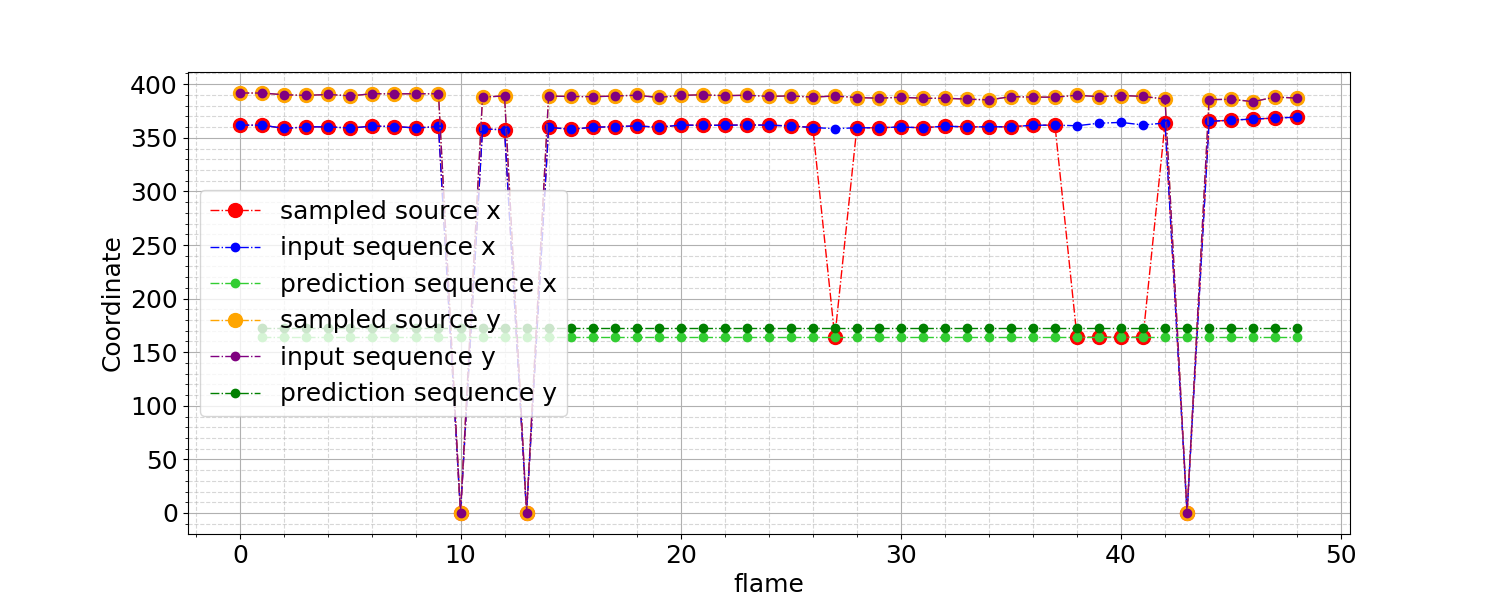 400
350
300
250
200
150
100
50
0
Coordinate
sampled source x
input sequence x
prediction sequence x
sampled source y
input sequence y
prediction sequence y
0 10 20 30 40 50
flame